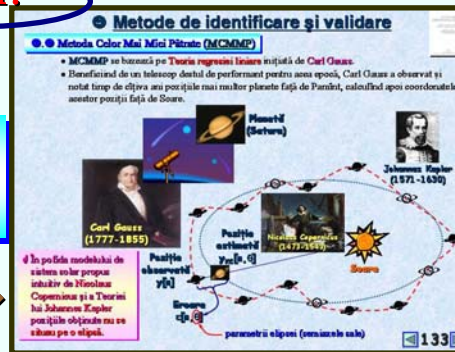 Metode de identificare şi validare
Metoda Celor Mai Mici Pătrate (MCMMP)
• MCMMP se bazează pe Teoria regresiei liniare iniţiată de Carl Gauss.
• Beneficiind de un telescop destul de performant pentru acea epocă, Carl Gauss a observat şi
notat timp de cîţiva ani poziţiile mai multor planete faţă de Pamînt, calculînd apoi coordonatele
acestor poziţii faţă de Soare.
Planetă
(Saturn)
Johannes Kepler
(1571-1630)
Carl Gauss
(1777-1855)
Nicolaus Copernicus
(1473-1543)
Poziţie
estimată
Poziţie
observată
y[n]
Soare
Eroare
În pofida modelului de
sistem solar propus
intuitiv de Nicolaus
Copernicus şi a Teoriei
lui Johannes Kepler
poziţiile obţinute nu se
situau pe o elipsă.
parametrii elipsei (semiaxele sale)
133